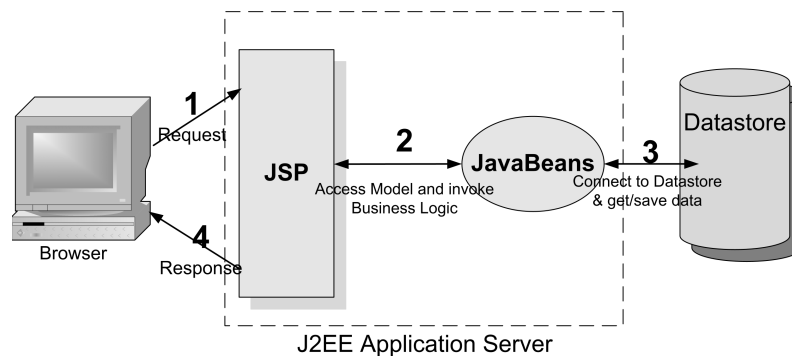 1
Request
4
Response
Browser
JSP
2
Access Model and invoke
Business Logic
JavaBeans
3
Connect to Datastore
& get/save data
Datastore
J2EE Application Server